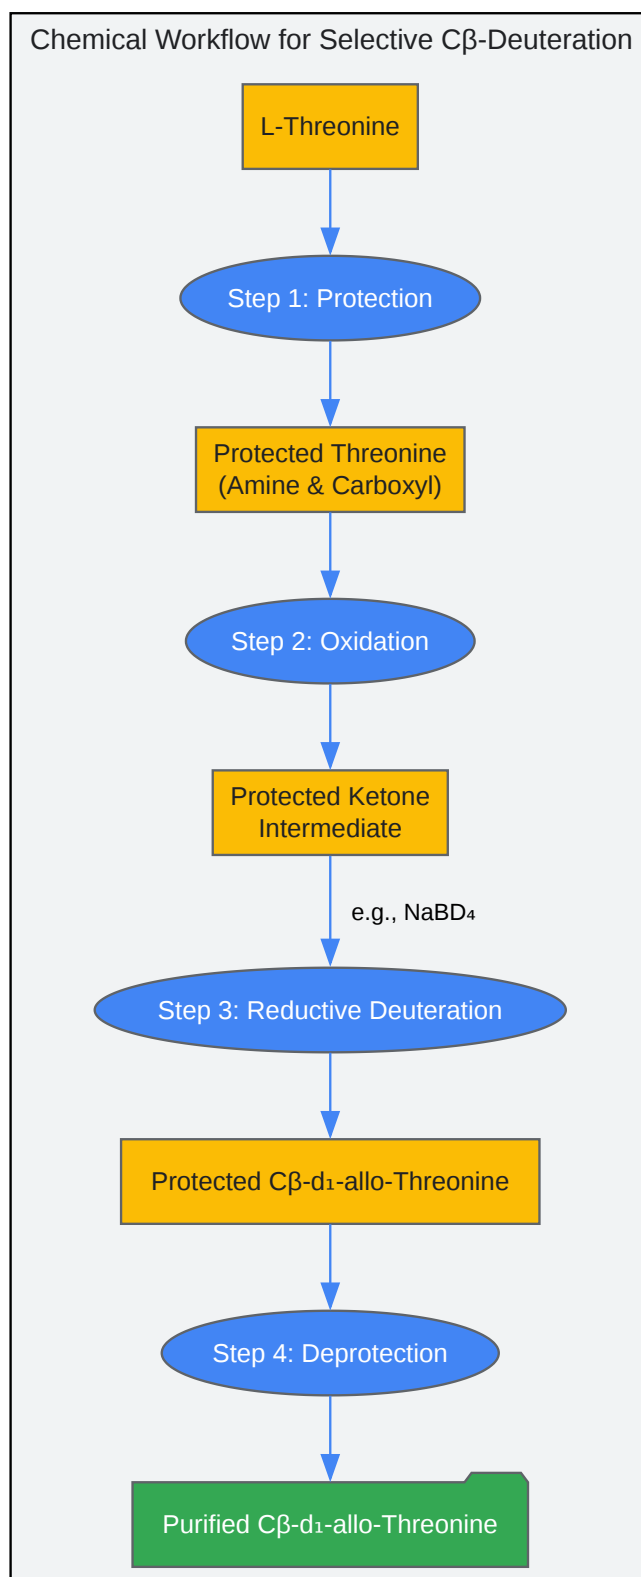 Chemical Workflow for Selective Cβ-Deuteration
L-Threonine
Step 1: Protection
Protected Threonine
(Amine & Carboxyl)
Step 2: Oxidation
Protected Ketone
Intermediate
e.g., NaBD₄
Step 3: Reductive Deuteration
Protected Cβ-d₁-allo-Threonine
Step 4: Deprotection
Purified Cβ-d₁-allo-Threonine